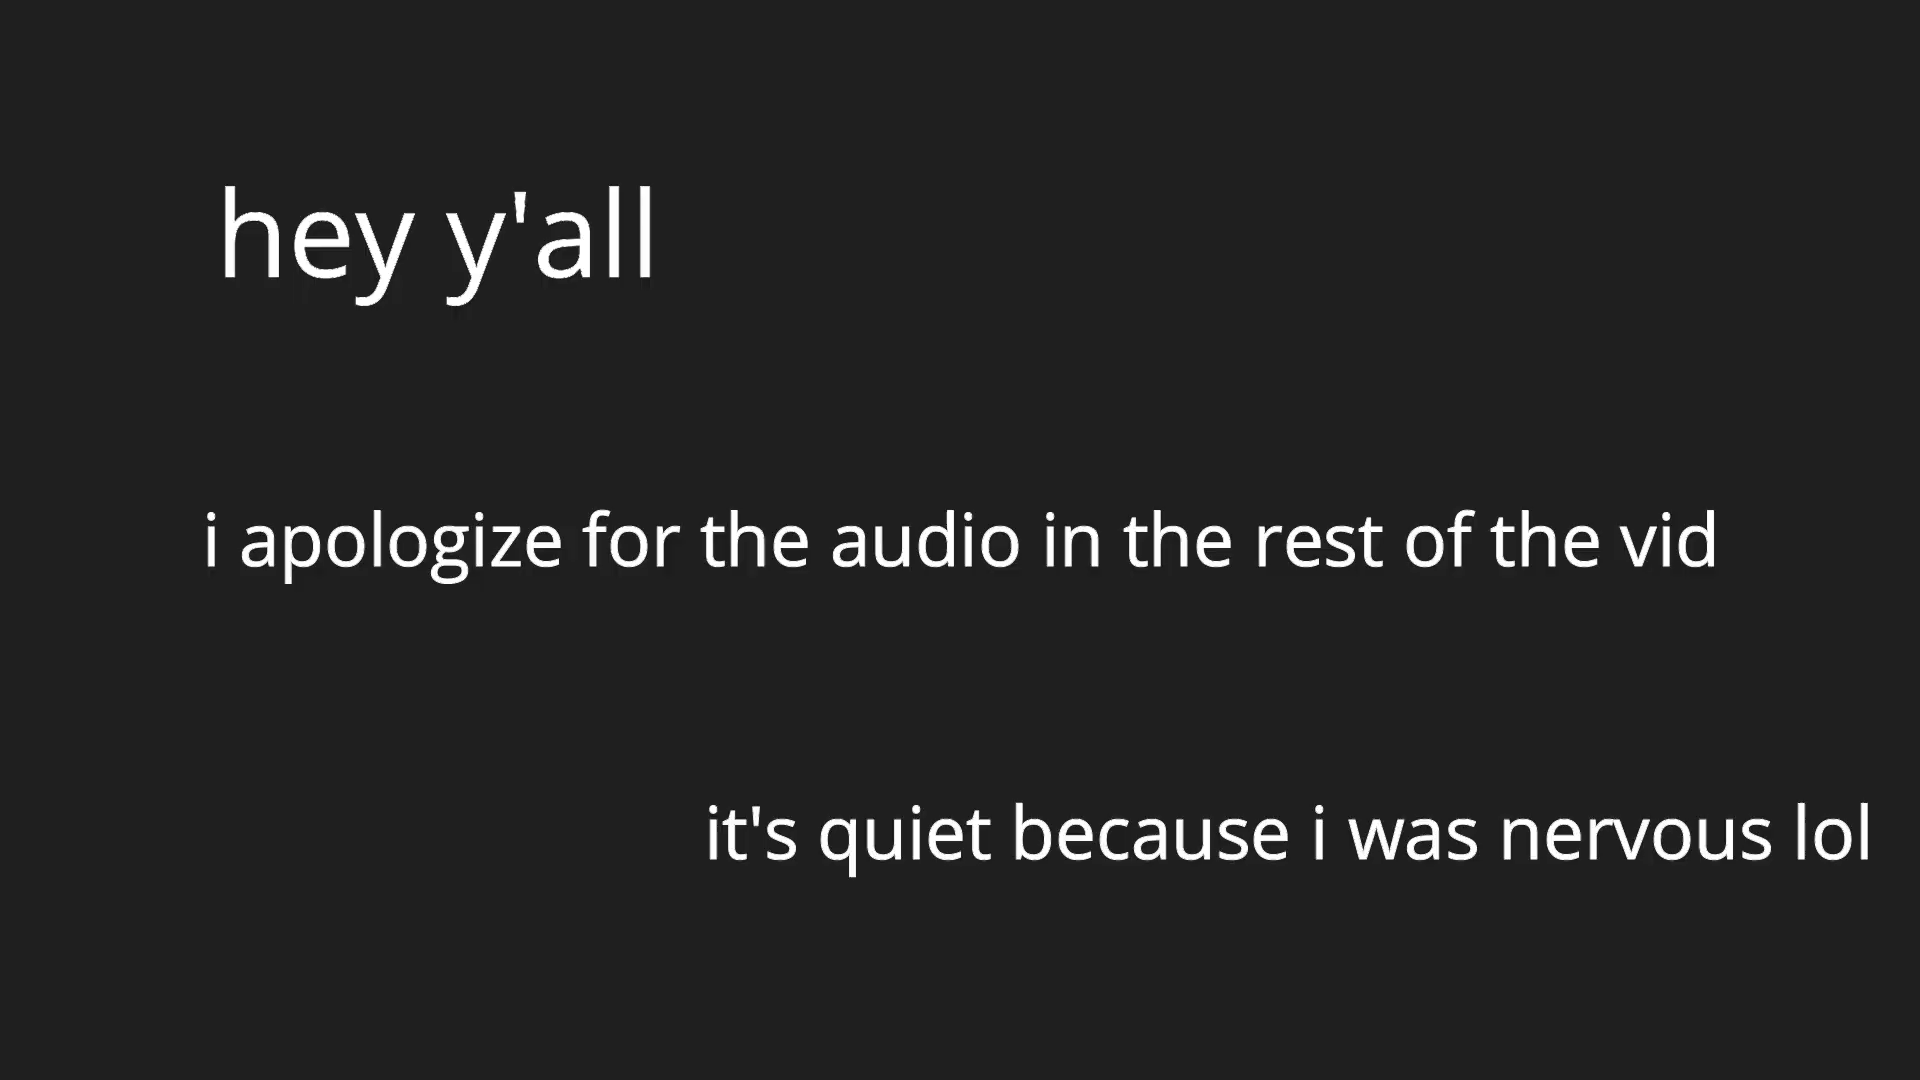 hey y'all
i apologize for the audio in the rest of the vid
it's quiet because i was nervous lol